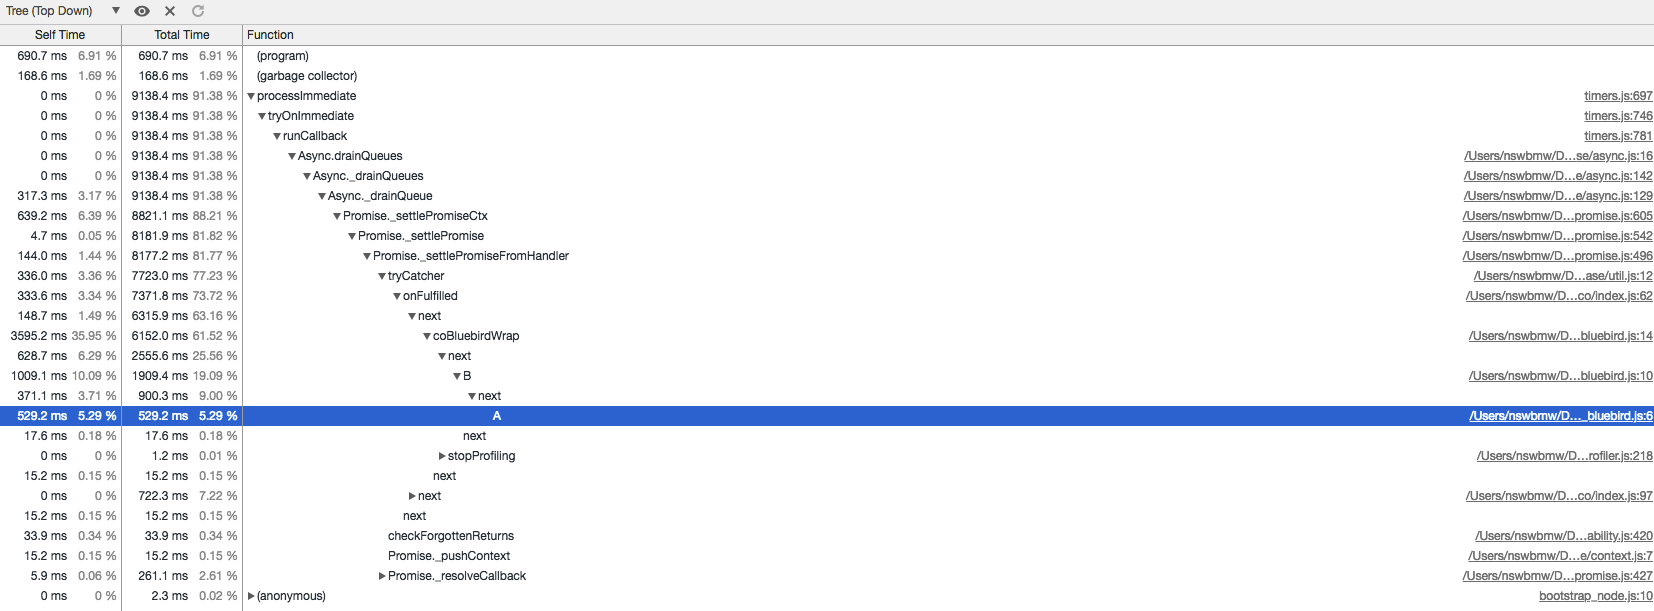 Tree (Top Down)
Self Time Total Time Function
690.7 ms 6.91 % 690.7 ms 6.91 % (program)
168.6 ms 1.69 % 168.6 ms 1.69 % (garbage collector)
0 ms 0 % 9138.4 ms 91.38 % processImmediate timers.js:697
0 ms 0 % 9138.4 ms 91.38 % tryOnImmediate timers.js:746
0 ms 0 % 9138.4 ms 91.38 % runCallback timers.js:781
0 ms 0 % 9138.4 ms 91.38 % Async.drainQueues /Users/nswbmw/D…se/async.js:16
0 ms 0 % 9138.4 ms 91.38 % Async._drainQueues /Users/nswbmw/D…e/async.js:142
317.3 ms 3.17 % 9138.4 ms 91.38 % Async._drainQueue /Users/nswbmw/D…e/async.js:129
639.2 ms 6.39 % 8821.1 ms 88.21 % Promise._settlePromiseCtx /Users/nswbmw/D…promise.js:605
4.7 ms 0.05 % 8181.9 ms 81.82 % Promise._settlePromise /Users/nswbmw/D…promise.js:542
144.0 ms 1.44 % 8177.2 ms 81.77 % Promise._settlePromiseFromHandler /Users/nswbmw/D…promise.js:496
336.0 ms 3.36 % 7723.0 ms 77.23 % tryCatcher /Users/nswbmw/D…ase/util.js:12
333.6 ms 3.34 % 7371.8 ms 73.72 % onFulfilled /Users/nswbmw/D…co/index.js:62
148.7 ms 1.49 % 6315.9 ms 63.16 % next
3595.2 ms 35.95 % 6152.0 ms 61.52 % coBluebirdWrap /Users/nswbmw/D…bluebird.js:14
628.7 ms 6.29 % 2555.6 ms 25.56 % next
1009.1 ms 10.09 % 1909.4 ms 19.09 % B /Users/nswbmw/D…bluebird.js:10
371.1 ms 3.71 % 900.3 ms 9.00 % next
529.2 ms 5.29 % 529.2 ms 5.29 % A /Users/nswbmw/D…_bluebird.js:6
17.6 ms 0.18 % 17.6 ms 0.18 % next
0 ms 0 % 1.2 ms 0.01 % stopProfiling /Users/nswbmw/D…rofiler.js:218
15.2 ms 0.15 % 15.2 ms 0.15 % next
0 ms 0 % 722.3 ms 7.22 % next /Users/nswbmw/D…co/index.js:97
15.2 ms 0.15 % 15.2 ms 0.15 % next
33.9 ms 0.34 % 33.9 ms 0.34 % checkForgottenReturns /Users/nswbmw/D…ability.js:420
15.2 ms 0.15 % 15.2 ms 0.15 % Promise._pushContext /Users/nswbmw/D…e/context.js:7
5.9 ms 0.06 % 261.1 ms 2.61 % Promise._resolveCallback /Users/nswbmw/D…promise.js:427
0 ms 0 % 2.3 ms 0.02 % (anonymous) bootstrap_node.js:10